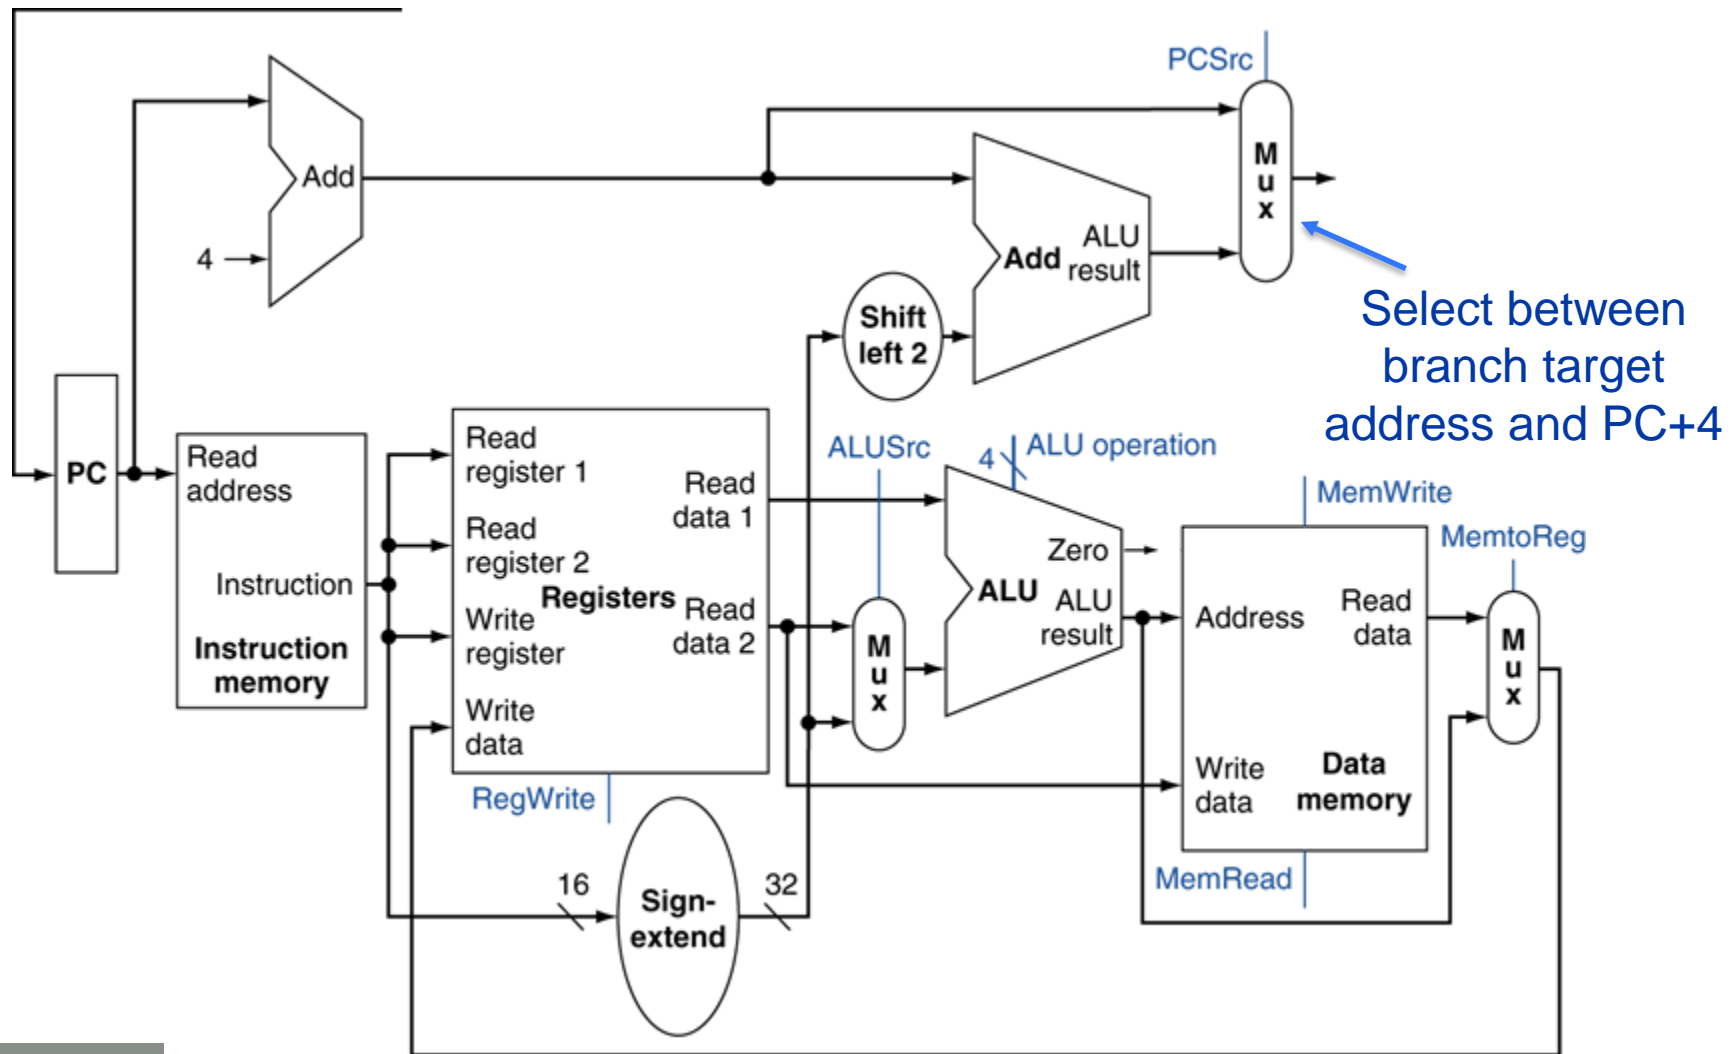 PCSrc
M
u
x
Add
4
Add
ALU
result
Shift
left 2
Select between
branch target
address and PC+4
PC
Read
address
Instruction
Instruction
memory
Read
register 1
Read
register 2
Write
register
Write
data
Registers
Read
data 1
Read
data 2
RegWrite
16
Sign-
extend
32
ALUSrc
M
u
x
4
ALU operation
Zero
ALU
ALU
result
MemWrite
Address
Read
data
Write
data
Data
memory
MemRead
MemtoReg
M
u
x